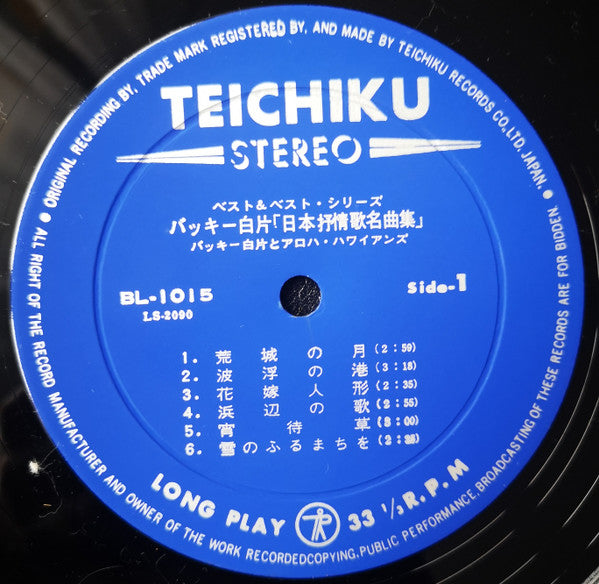 ORIGINAL RECORDING BY, TRADE MARK REGISTERED BY, AND MADE BY TEICHIKU RECORDS CO.,LTD. JAPAN.
TEICHIKU
STEREO
ベスト&ベスト・シリーズ
バッキー白片「日本抒情歌名曲集」
バッキー白片とアロハ・ハワイアンズ
BL-1015
Side-1
LS-2090
1. 荒城の月(2:59)
2. 波浮の港(3:18)
3. 花嫁人形(2:35)
4. 浜辺の歌(2:55)
5. 宵待草(3:00)
6. 雪のふるまちを
LONG PLAY 33 1/3 R.P.M
ALL RIGHT OF THE RECORD MANUFACTURER AND OWNER OF THE WORK RECORDEDCOPYING.PUBLIC PERFORMANCE,BROADCASTING OF THESE RECORDS ARE FOR BIDDEN.